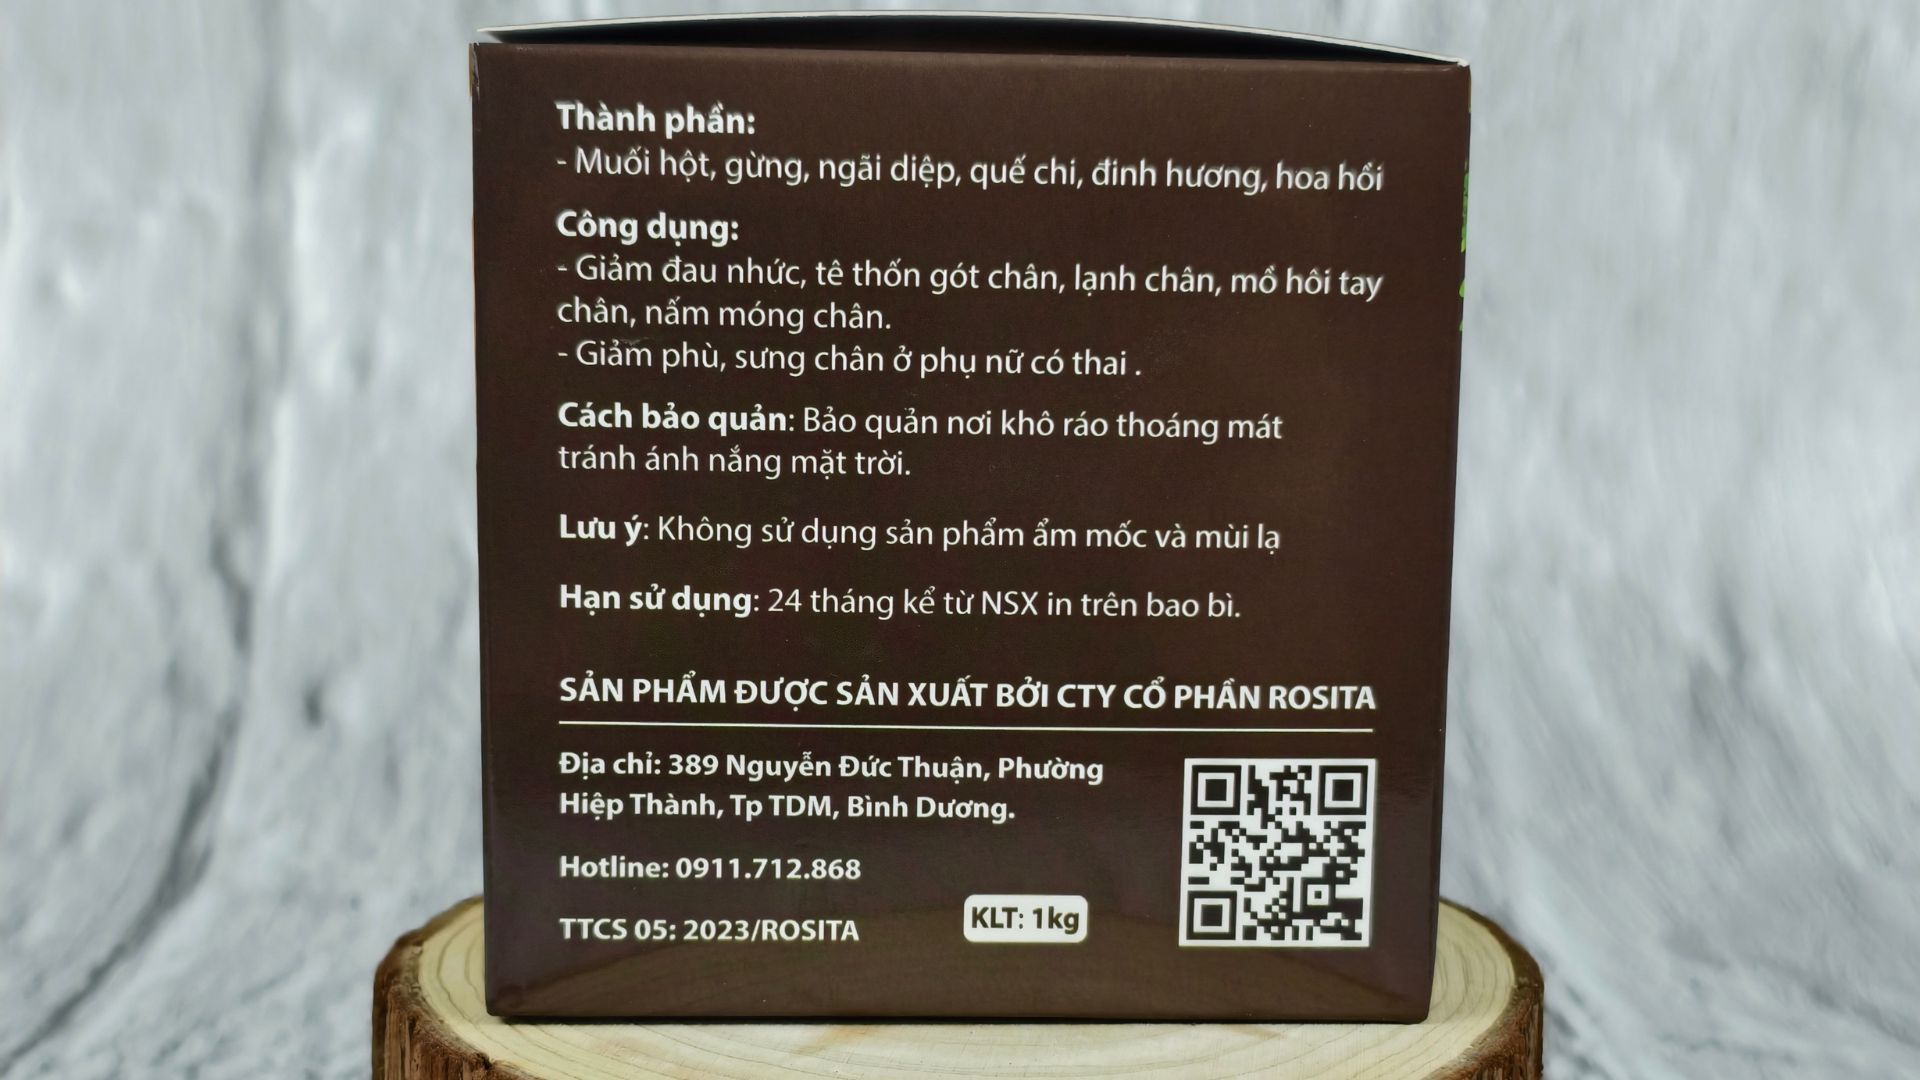 Thành phần:
- Muối hột, gừng, ngãi diệp, quế chi, đinh hương, hoa hồi
Công dụng:
- Giảm đau nhức, tê thốn gót chân, lạnh chân, mồ hôi tay
chân, nấm móng chân.
- Giảm phù, sưng chân ở phụ nữ có thai .
Cách bảo quản: Bảo quản nơi khô ráo thoáng mát
tránh ánh nắng mặt trời.
Lưu ý: Không sử dụng sản phẩm ẩm mốc và mùi lạ
Hạn sử dụng: 24 tháng kể từ NSX in trên bao bì.
SẢN PHẨM ĐƯỢC SẢN XUẤT BỞI CTY CỔ PHẦN ROSITA
Địa chỉ: 389 Nguyễn Đức Thuận, Phường
Hiệp Thành, Tp TDM, Bình Dương.
Hotline: 0911.712.868
TTCS 05: 2023/ROSITA
KLT: 1kg